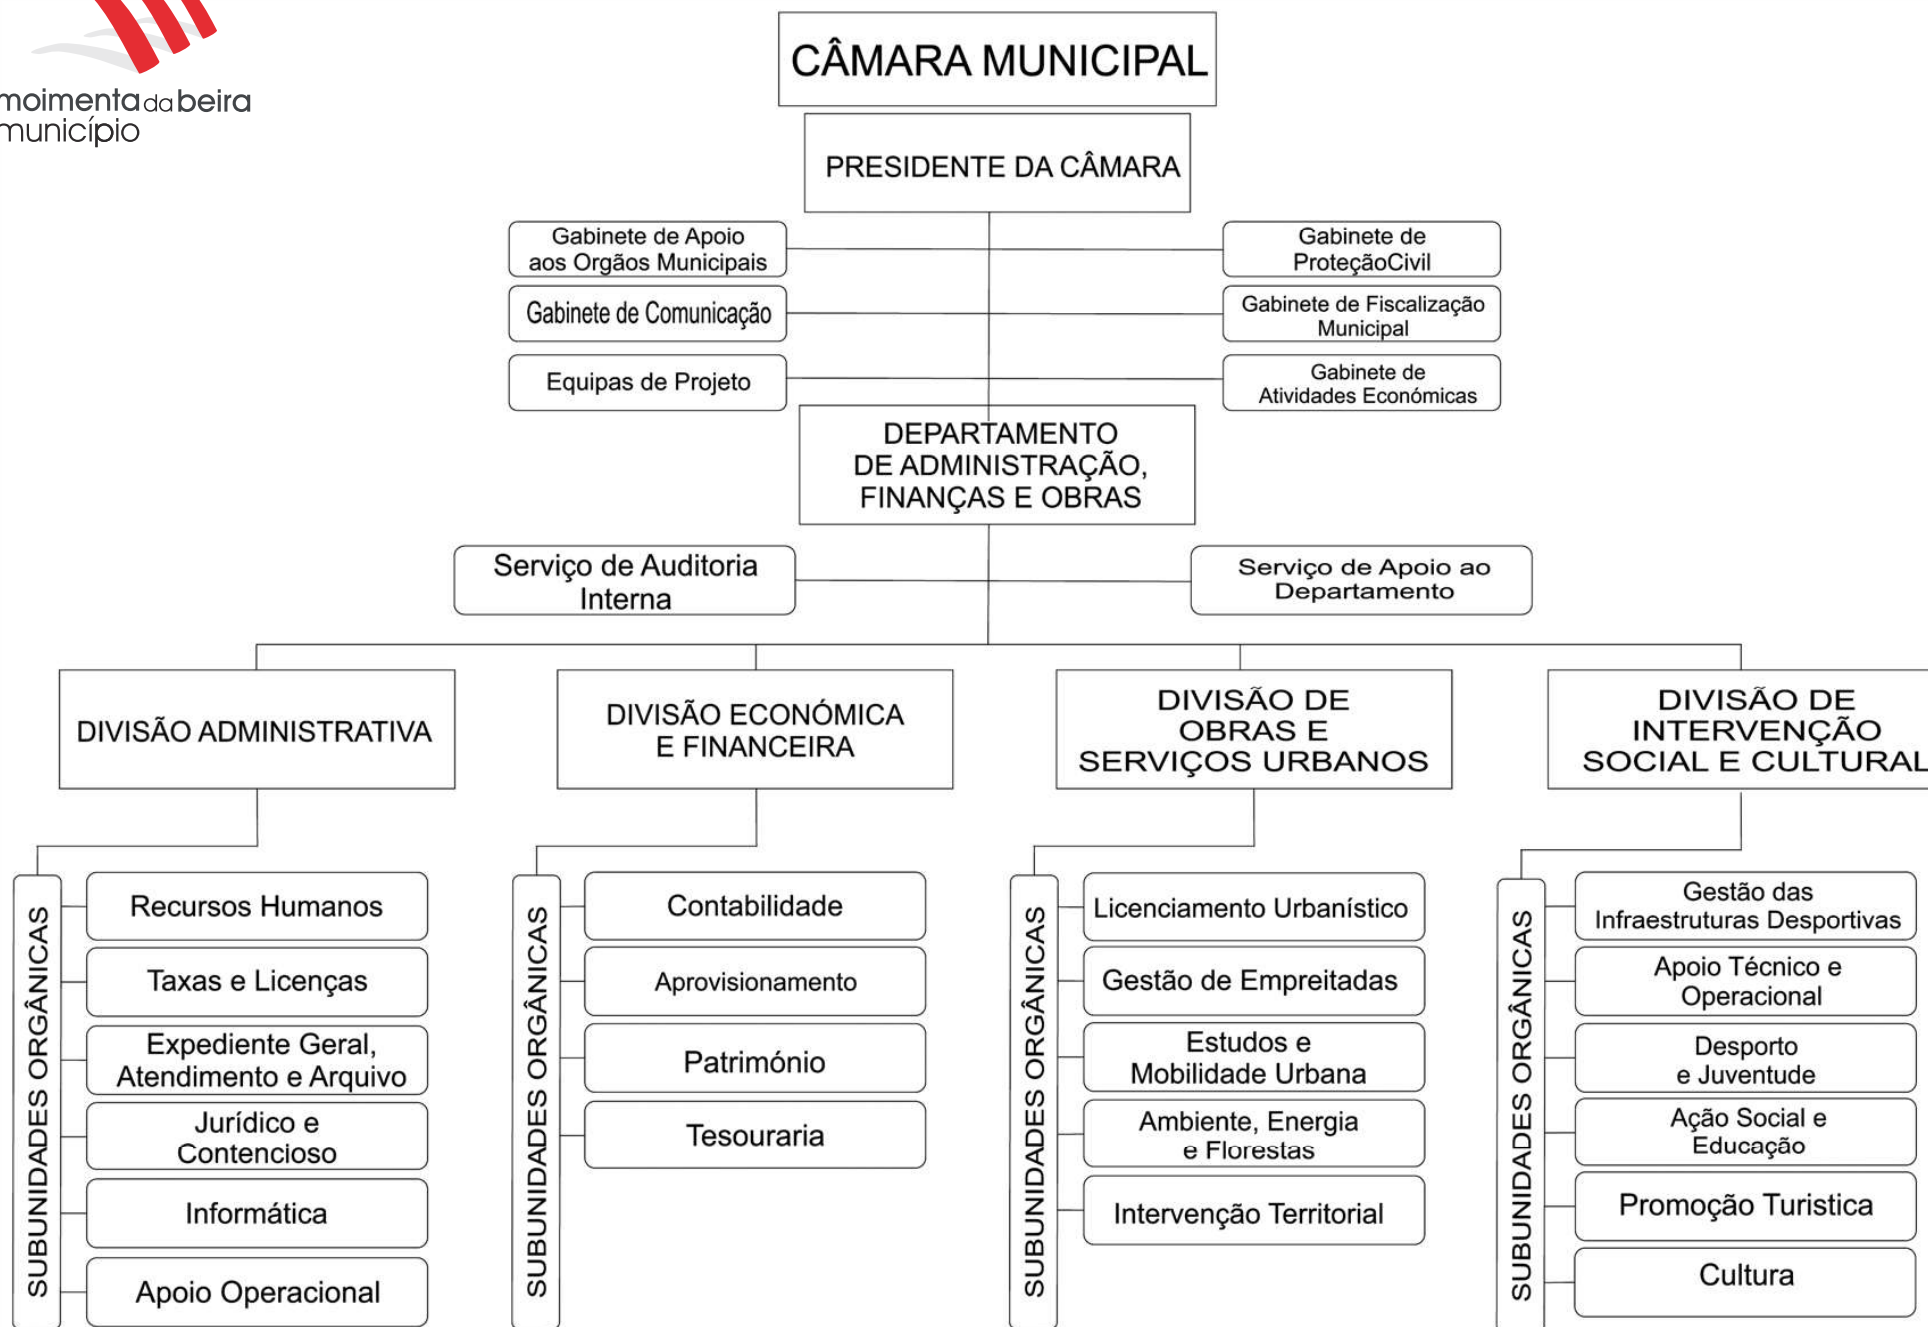 moimenta da beira
município
CÂMARA MUNICIPAL
PRESIDENTE DA CÂMARA
Gabinete de Apoio
aos Orgãos Municipais
Gabinete de
ProteçãoCivil
Gabinete de Comunicação
Gabinete de Fiscalização
Municipal
Equipas de Projeto
Gabinete de
Atividades Económicas
DEPARTAMENTO
DE ADMINISTRAÇÃO,
FINANÇAS E OBRAS
Serviço de Auditoria
Interna
Serviço de Apoio ao
Departamento
DIVISÃO ADMINISTRATIVA
DIVISÃO ECONÓMICA
E FINANCEIRA
DIVISÃO DE
OBRAS E
SERVIÇOS URBANOS
DIVISÃO DE
INTERVENÇÃO
SOCIAL E CULTURAL
SUBUNIDADES ORGÂNICAS
Recursos Humanos
Taxas e Licenças
Expediente Geral,
Atendimento e Arquivo
Jurídico e
Contencioso
Informática
Apoio Operacional
SUBUNIDADES ORGÂNICAS
Contabilidade
Aprovisionamento
Património
Tesouraria
SUBUNIDADES ORGÂNICAS
Licenciamento Urbanístico
Gestão de Empreitadas
Estudos e
Mobilidade Urbana
Ambiente, Energia
e Florestas
Intervenção Territorial
SUBUNIDADES ORGÂNICAS
Gestão das
Infraestruturas Desportivas
Apoio Técnico e
Operacional
Desporto
e Juventude
Ação Social e
Educação
Promoção Turistica
Cultura